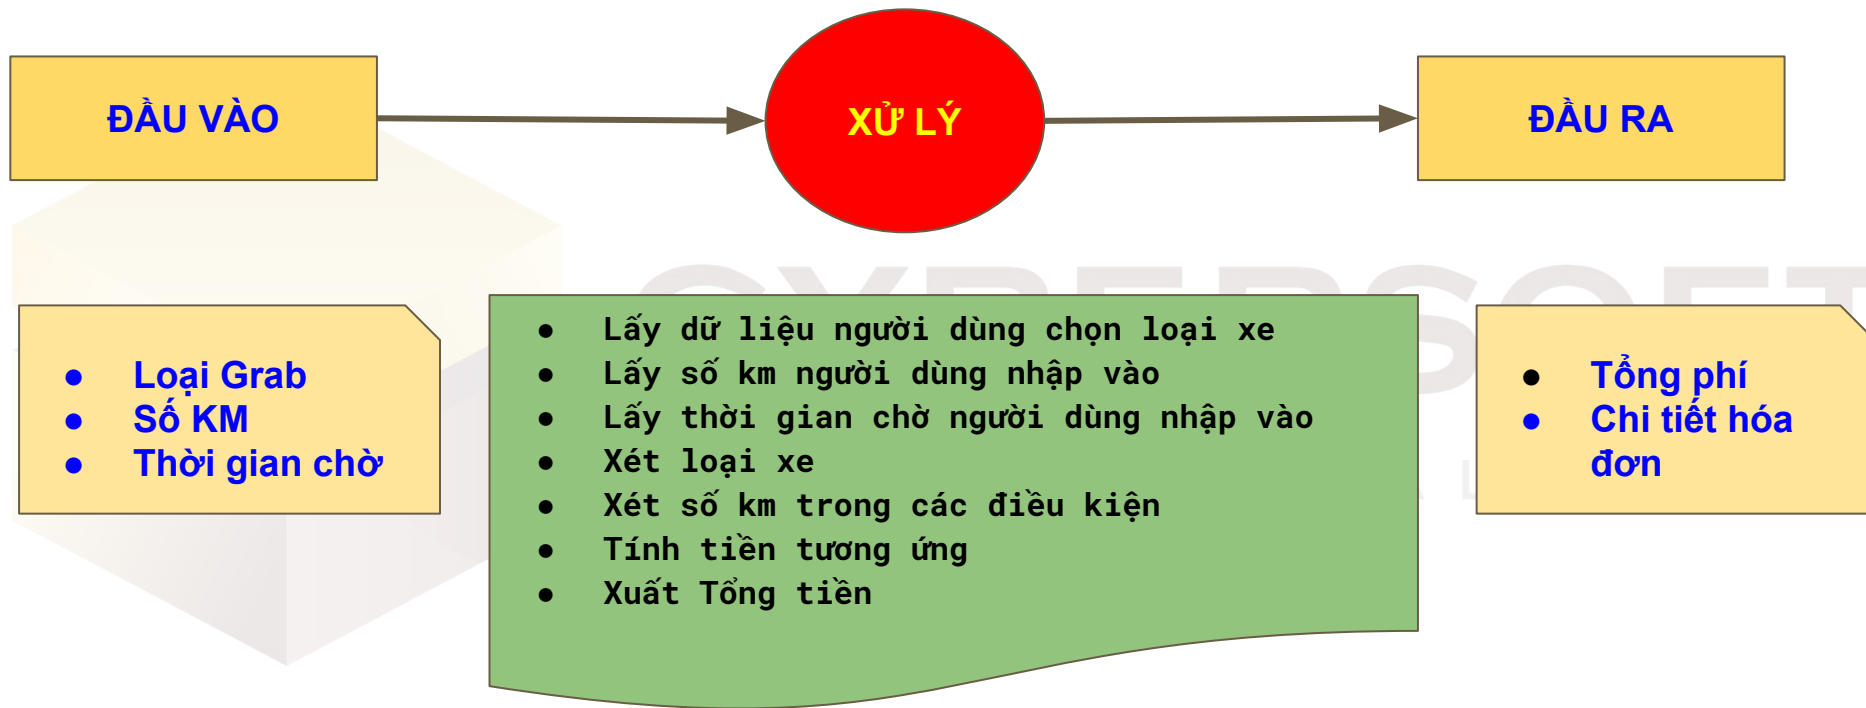 ĐẦU VÀO
XỬ LÝ
ĐẦU RA
● Loại Grab
● Số KM
● Thời gian chờ
● Lấy dữ liệu người dùng chọn loại xe
● Lấy số km người dùng nhập vào
● Lấy thời gian chờ người dùng nhập vào
● Xét loại xe
● Xét số km trong các điều kiện
● Tính tiền tương ứng
● Xuất Tổng tiền
● Tổng phí
● Chi tiết hóa
đơn
CYBERSOFT